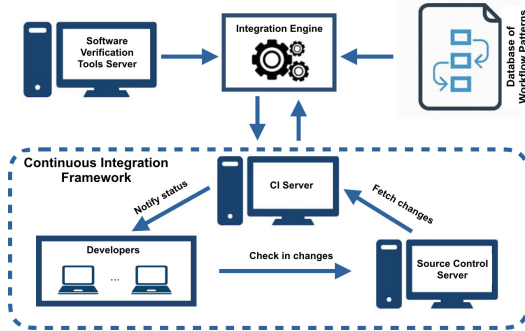 Software
Verification
Tools Server
Integration Engine
Database of
Workflow Patterns
Continuous Integration
Framework
CI Server
Notify status
Fetch changes
Developers
...
Check in changes
Source Control
Server